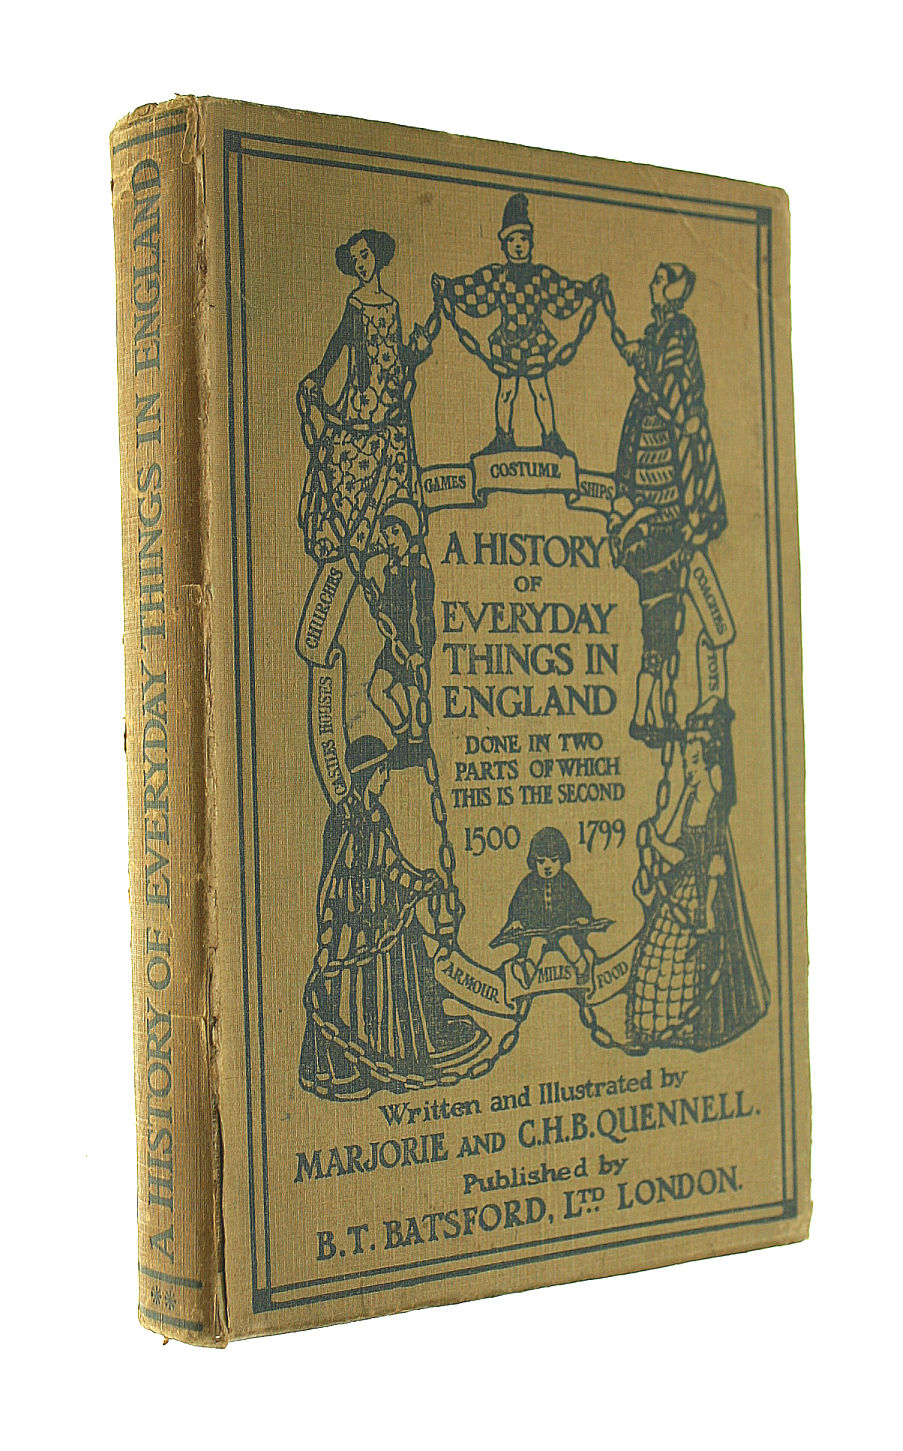 A HISTORY OF EVERYDAY THINGS IN ENGLAND
**
GAMES
COSTUME
SHIPS
CHURCHES
CASTLES HOUSES
COACHES
TOYS
A HISTORY
OF
EVERYDAY
THINGS IN
ENGLAND
DONE IN TWO
PARTS OF WHICH
THIS IS THE SECOND
1500 1799
ARMOUR
MILLS
FOOD
Written and Illustrated by
MARJORIE AND C.H.B. QUENNELL.
Published by
B.T. BATSFORD, LTD. LONDON.